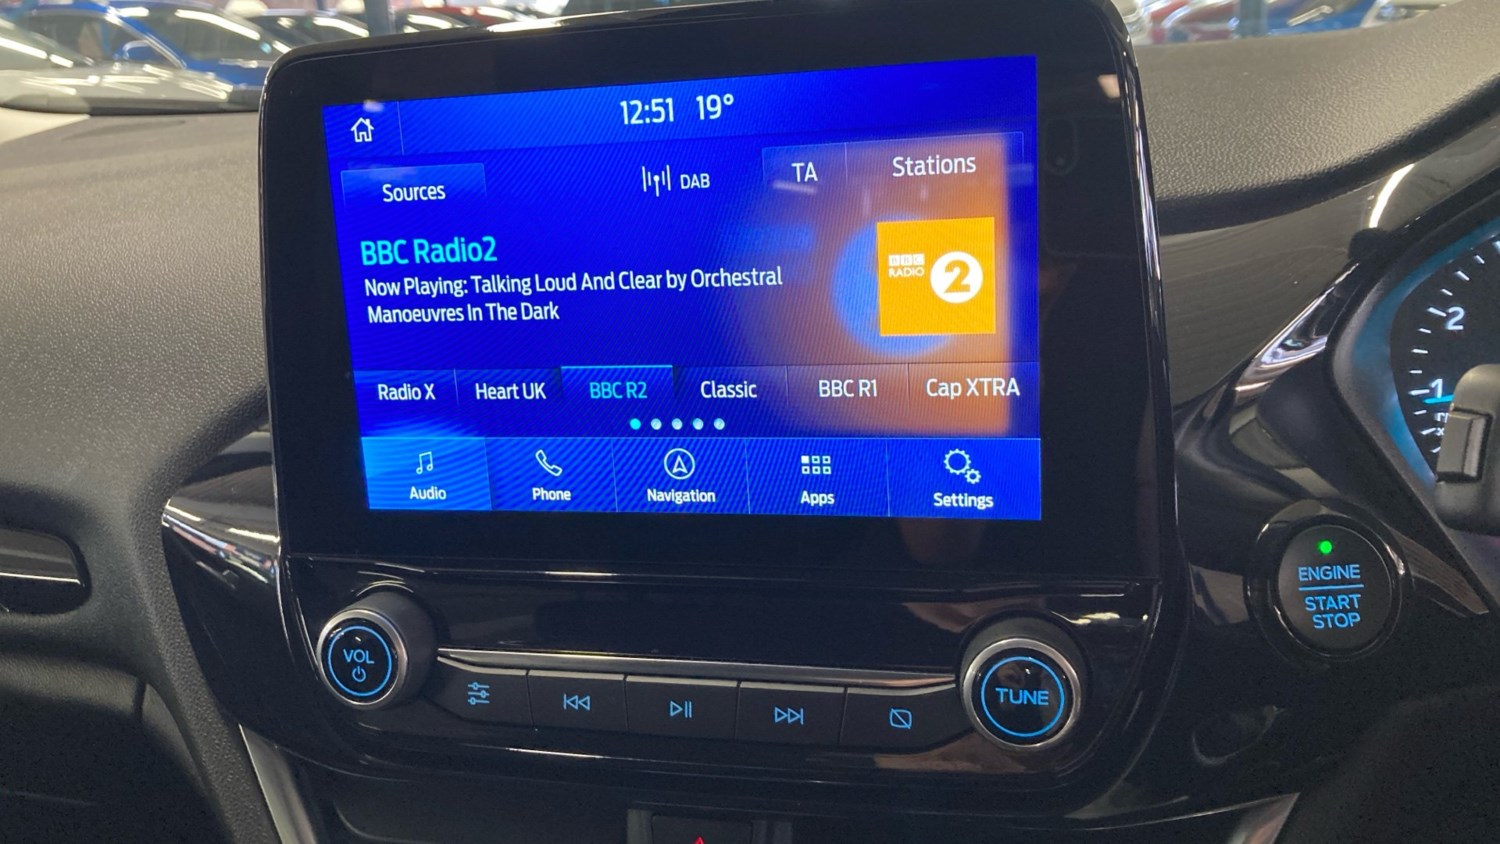 12:51 19°
Sources
DAB
TA
Stations
BBC Radio2
Now Playing: Talking Loud And Clear by Orchestral
Manoeuvres In The Dark
BBC
RADIO
2
Radio X
Heart UK
BBC R2
Classic
BBC R1
Cap XTRA
Audio
Phone
Navigation
Apps
Settings
VOL
TUNE
ENGINE
START
STOP
2
1